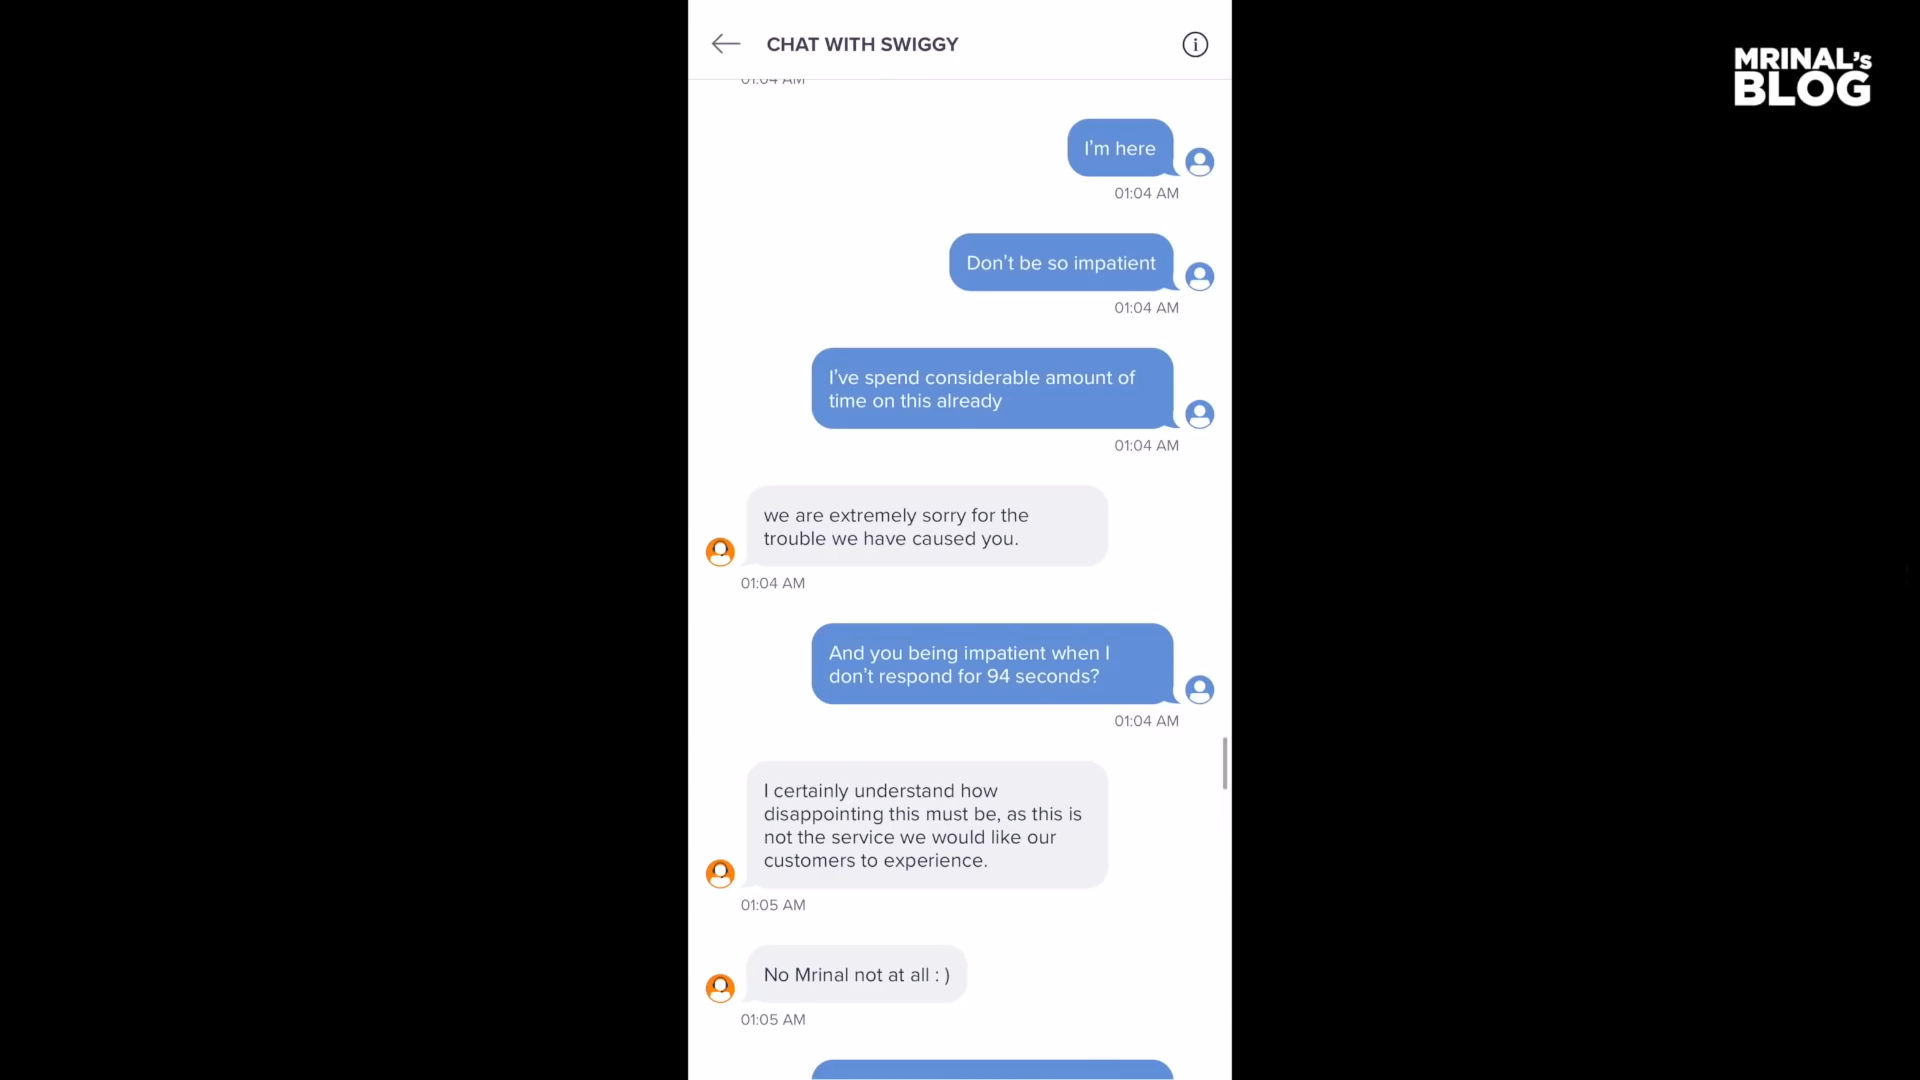 CHAT WITH SWIGGY
MRINAL's
BLOG
01:04 AM
I'm here
01:04 AM
Don't be so impatient
01:04 AM
I've spend considerable amount of
time on this already
01:04 AM
we are extremely sorry for the
trouble we have caused you.
01:04 AM
And you being impatient when I
don't respond for 94 seconds?
01:04 AM
I certainly understand how
disappointing this must be, as this is
not the service we would like our
customers to experience.
01:05 AM
No Mrinal not at all : )
01:05 AM